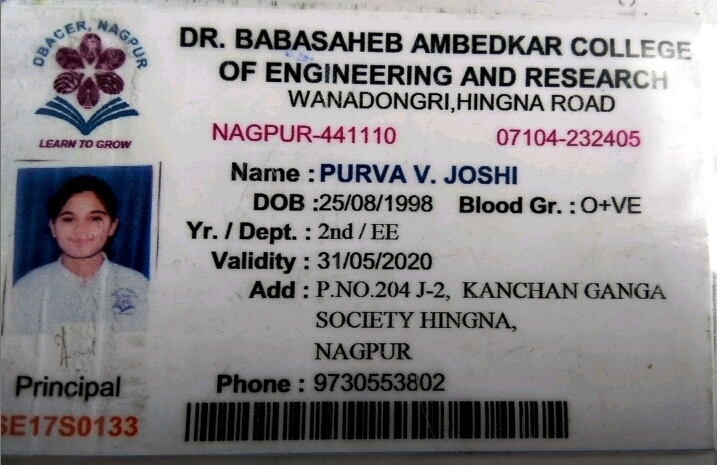 DBACER, NAGPUR
LEARN TO GROW
DR. BABASAHEB AMBEDKAR COLLEGE
OF ENGINEERING AND RESEARCH
WANADONGRI,HINGNA ROAD
NAGPUR-441110 07104-232405
Name : PURVA V. JOSHI
DOB :25/08/1998 Blood Gr. : O+VE
Yr. / Dept. : 2nd / EE
Validity : 31/05/2020
Add : P.NO.204 J-2, KANCHAN GANGA
SOCIETY HINGNA,
NAGPUR
Phone : 9730553802
Principal
SE17S0133